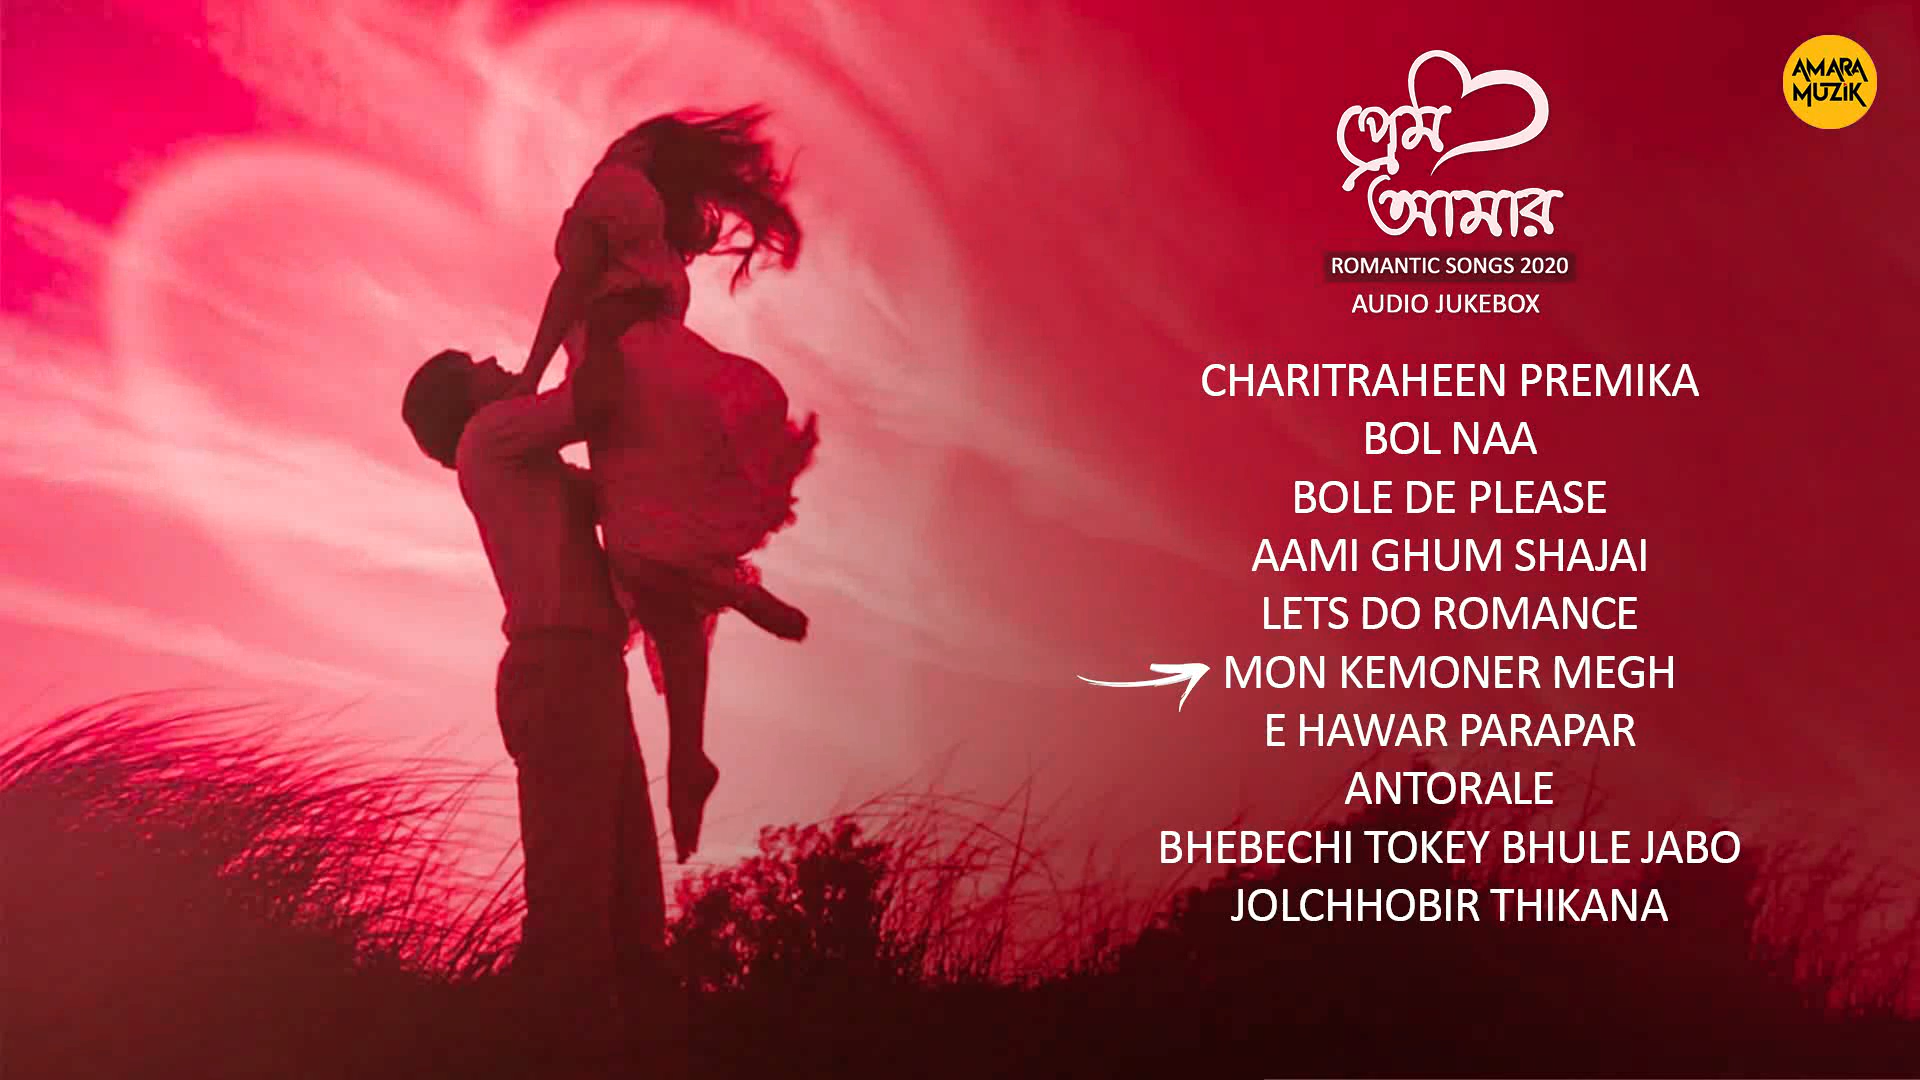 AMARA
MUZIK
প্রেম
আমার
ROMANTIC SONGS 2020
AUDIO JUKEBOX
CHARITRAHEEN PREMIKA
BOL NAA
BOLE DE PLEASE
AAMI GHUM SHAJAI
LETS DO ROMANCE
MON KEMONER MEGH
E HAWAR PARAPAR
ANTORALE
BHEBECHI TOKEY BHULE JABO
JOLCHHOBIR THIKANA